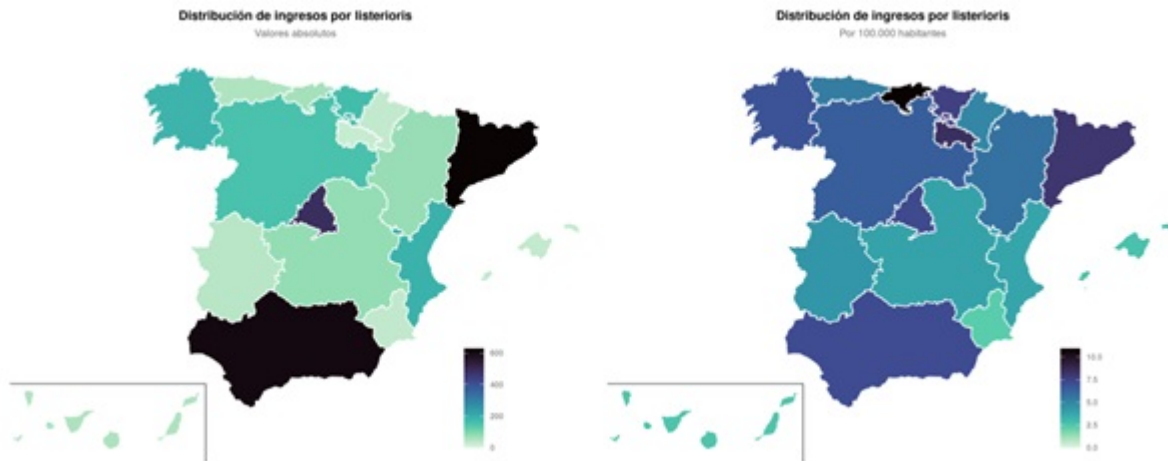 Distribución de ingresos por listerioris
Valores absolutos
600
400
200
0
Distribución de ingresos por listerioris
Por 100.000 habitantes
10.0
7.5
5.0
2.5
0.0